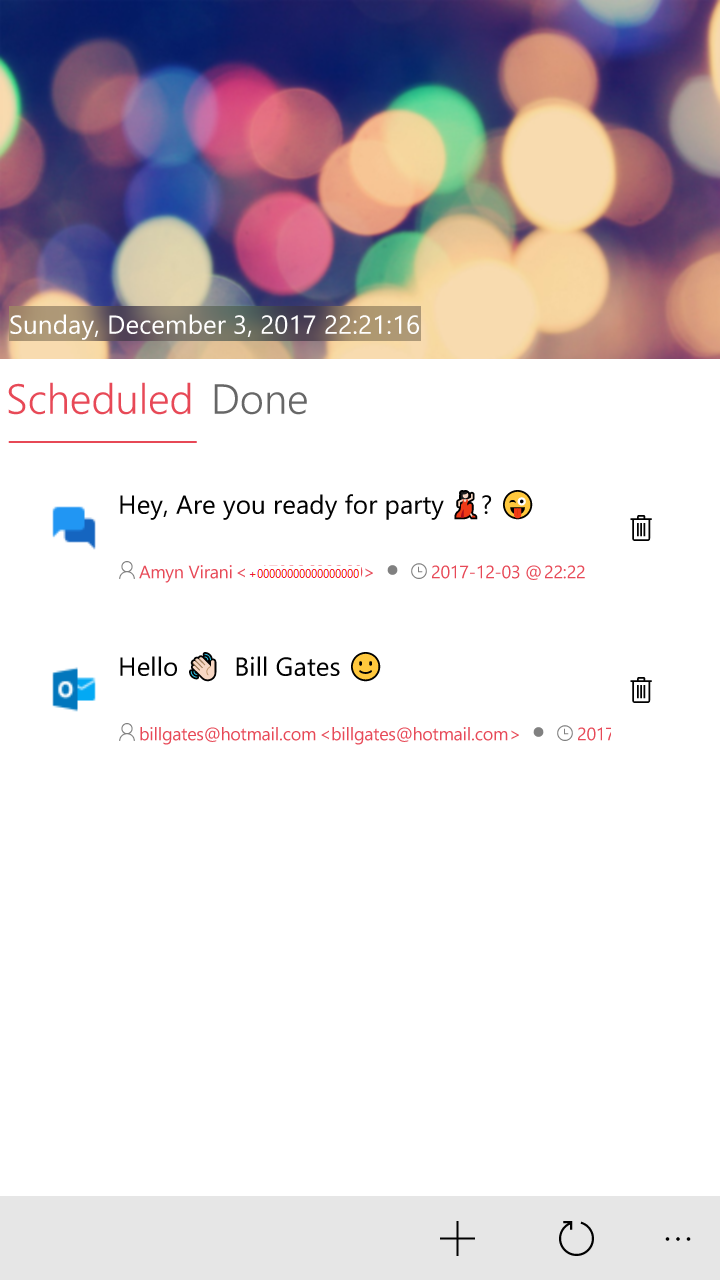 Sunday, December 3, 2017 22:21:16
Scheduled Done
Hey, Are you ready for party 💃? 😜
Amyn Virani < +00000000000000000 > ● 2017-12-03 @ 22:22
Hello 👋 Bill Gates 🙂
billgates@hotmail.com <billgates@hotmail.com> ● 2017